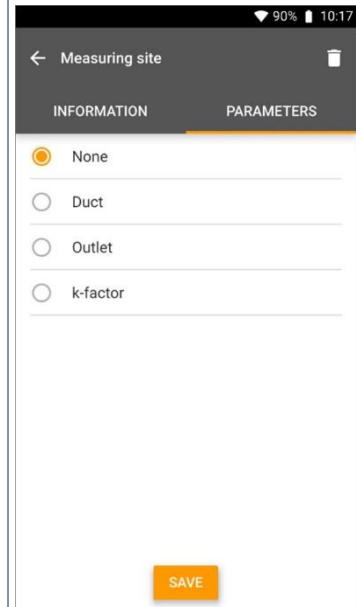 90% 10:17
Measuring site
INFORMATION PARAMETERS
None
Duct
Outlet
k-factor
SAVE